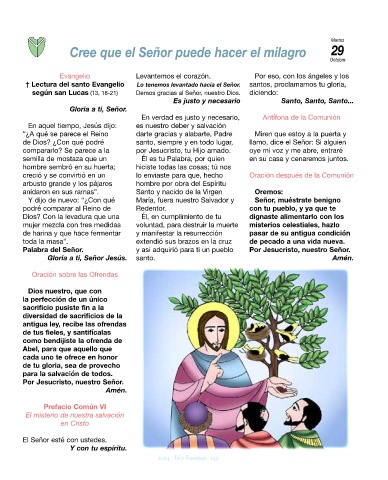 Cree que el Señor puede hacer el milagro
Martes
29
Octubre
Evangelio
† Lectura del santo Evangelio
según san Lucas (13, 18-21)
Gloria a ti, Señor.
En aquel tiempo, Jesús dijo:
"¿A qué se parece el Reino
de Dios? ¿Con qué podré
compararlo? Se parece a la
semilla de mostaza que un
hombre sembró en su huerta;
creció y se convirtió en un
arbusto grande y los pájaros
anidaron en sus ramas".
Y dijo de nuevo: "¿Con qué
podré comparar al Reino de
Dios? Con la levadura que una
mujer mezcla con tres medidas
de harina y que hace fermentar
toda la masa".
Palabra del Señor.
Gloria a ti, Señor Jesús.
Oración sobre las Ofrendas
Dios nuestro, que con
la perfección de un único
sacrificio pusiste fin a la
diversidad de sacrificios de la
antigua ley, recibe las ofrendas
de tus fieles, y santifícalas
como bendijiste la ofrenda de
Abel, para que aquello que
cada uno te ofrece en honor
de tu gloria, sea de provecho
para la salvación de todos.
Por Jesucristo, nuestro Señor.
Amén.
Prefacio Común VI
El misterio de nuestra salvación
en Cristo
El Señor esté con ustedes.
Y con tu espíritu.
Levantemos el corazón.
Lo tenemos levantado hacia el Señor.
Demos gracias al Señor, nuestro Dios.
Es justo y necesario
En verdad es justo y necesario,
es nuestro deber y salvación
darte gracias y alabarte, Padre
santo, siempre y en todo lugar,
por Jesucristo, tu Hijo amado.
Él es tu Palabra, por quien
hiciste todas las cosas; tú nos
lo enviaste para que, hecho
hombre por obra del Espíritu
Santo y nacido de la Virgen
María, fuera nuestro Salvador y
Redentor.
Él, en cumplimiento de tu
voluntad, para destruir la muerte
y manifestar la resurrección
extendió sus brazos en la cruz
y así adquirió para ti un pueblo
santo.
Por eso, con los ángeles y los
santos, proclamamos tu gloria,
diciendo:
Santo, Santo, Santo...
Antífona de la Comunión
Miren que estoy a la puerta y
llamo, dice el Señor: Si alguien
oye mi voz y me abre, entraré
en su casa y cenaremos juntos.
Oración después de la Comunión
Oremos:
Señor, muéstrate benigno
con tu pueblo, y ya que te
dignaste alimentarlo con los
misterios celestiales, hazlo
pasar de su antigua condición
de pecado a una vida nueva.
Por Jesucristo, nuestro Señor.
Amén.